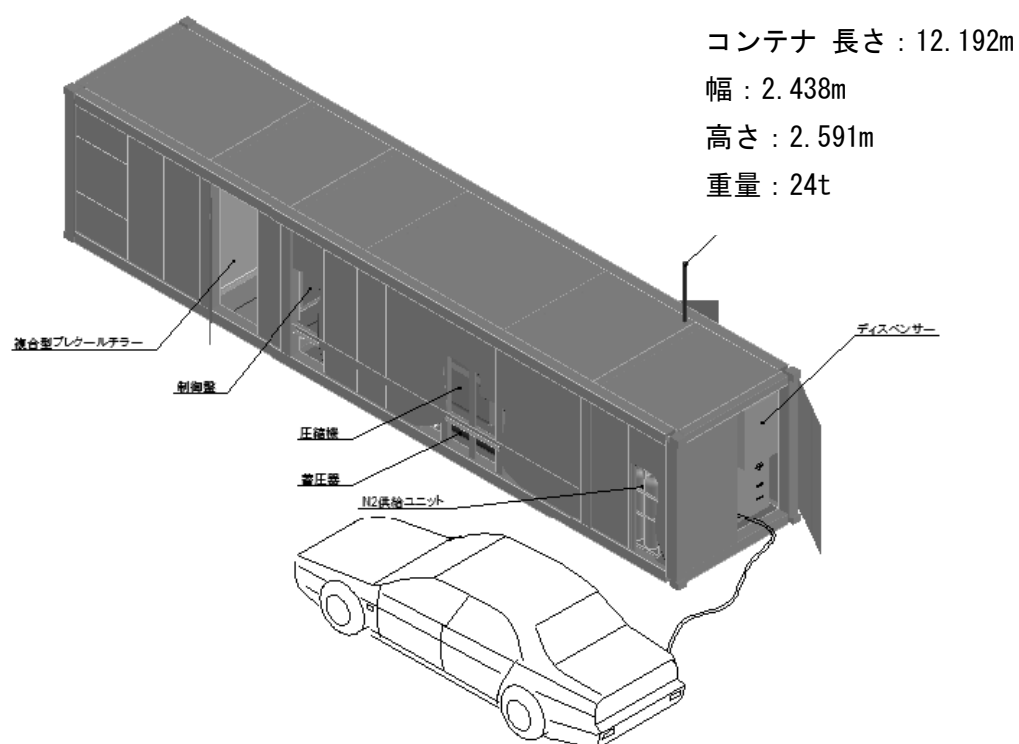 コンテナ 長さ：12.192m
幅：2.438m
高さ：2.591m
重量：24t
ディスペンサー
複合型プレクールチラー
制御盤
圧縮機
蓄圧器
N2供給ユニット